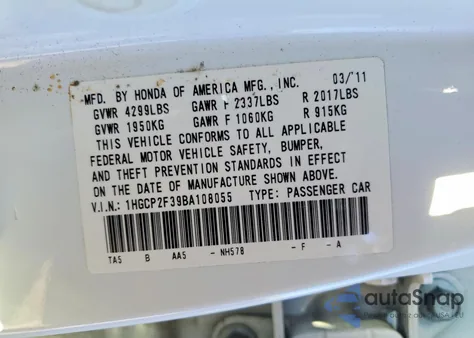 MFD. BY HONDA OF AMERICA MFG., INC. 03/11
GVWR 4299LBS GAWR F 2337LBS R 2017LBS
GVWR 1950KG GAWR F 1060KG R 915KG
THIS VEHICLE CONFORMS TO ALL APPLICABLE
FEDERAL MOTOR VEHICLE SAFETY, BUMPER,
AND THEFT PREVENTION STANDARDS IN EFFECT
ON THE DATE OF MANUFACTURE SHOWN ABOVE.
V.I.N.: 1HGCP2F39BA108055 TYPE: PASSENGER CAR
TA5 B AA5 - NH578 - F - A
autoSnap